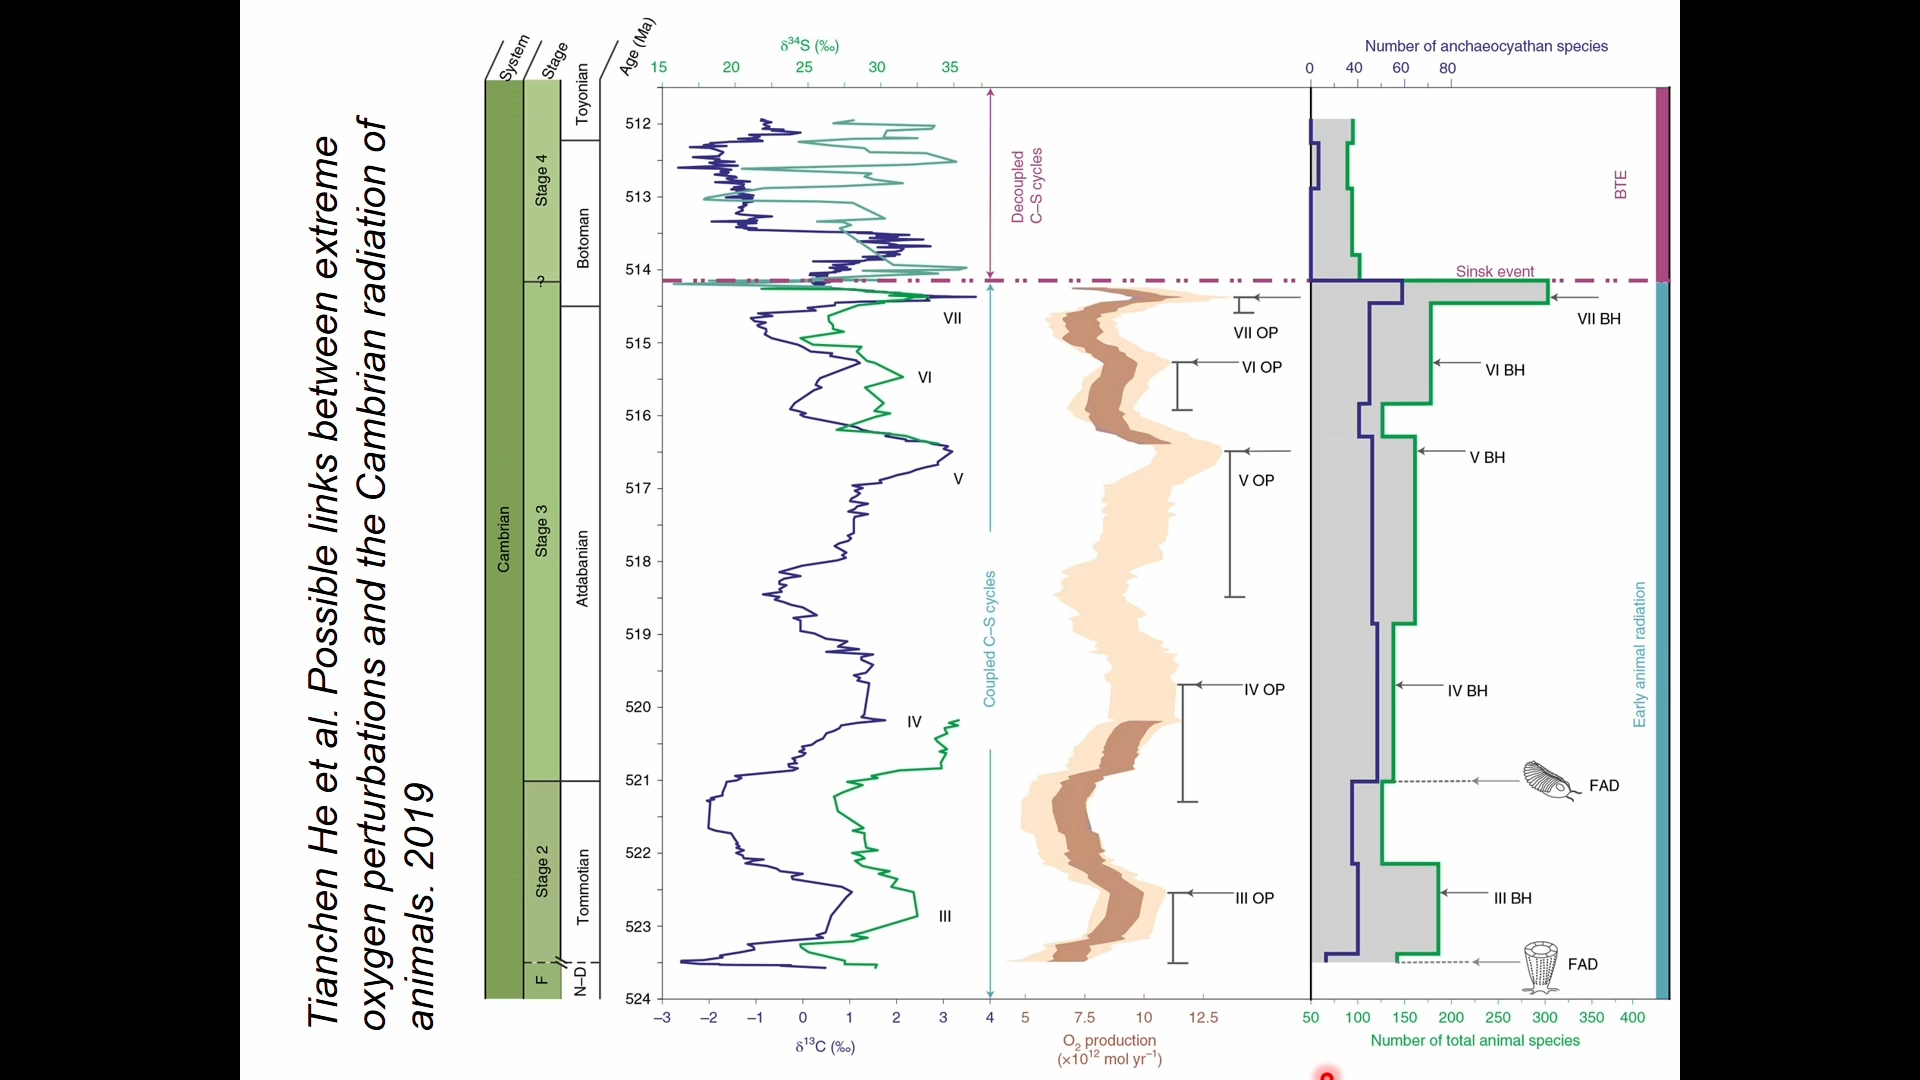 Tianchen He et al. Possible links between extreme
oxygen perturbations and the Cambrian radiation of
animals. 2019
System
Stage
Age (Ma)
Cambrian
Stage 4
?
Stage 3
Stage 2
F
Toyonian
Botoman
Atdabanian
Tommotian
N–D
δ34S (‰)
15 20 25 30 35
512
513
514
515
516
517
518
519
520
521
522
523
524
VII
VI
V
IV
III
–3 –2 –1 0 1 2 3 4
δ13C (‰)
Decoupled
C–S cycles
Coupled C–S cycles
VII OP
VI OP
V OP
IV OP
III OP
5 7.5 10 12.5
O2 production
(×1012 mol yr–1)
Number of anchaeocyathan species
0 40 60 80
Sinsk event
VII BH
VI BH
V BH
IV BH
FAD
III BH
FAD
50 100 150 200 250 300 350 400
Number of total animal species
BTE
Early animal radiation